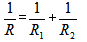 1/R = 1/R₁ + 1/R₂